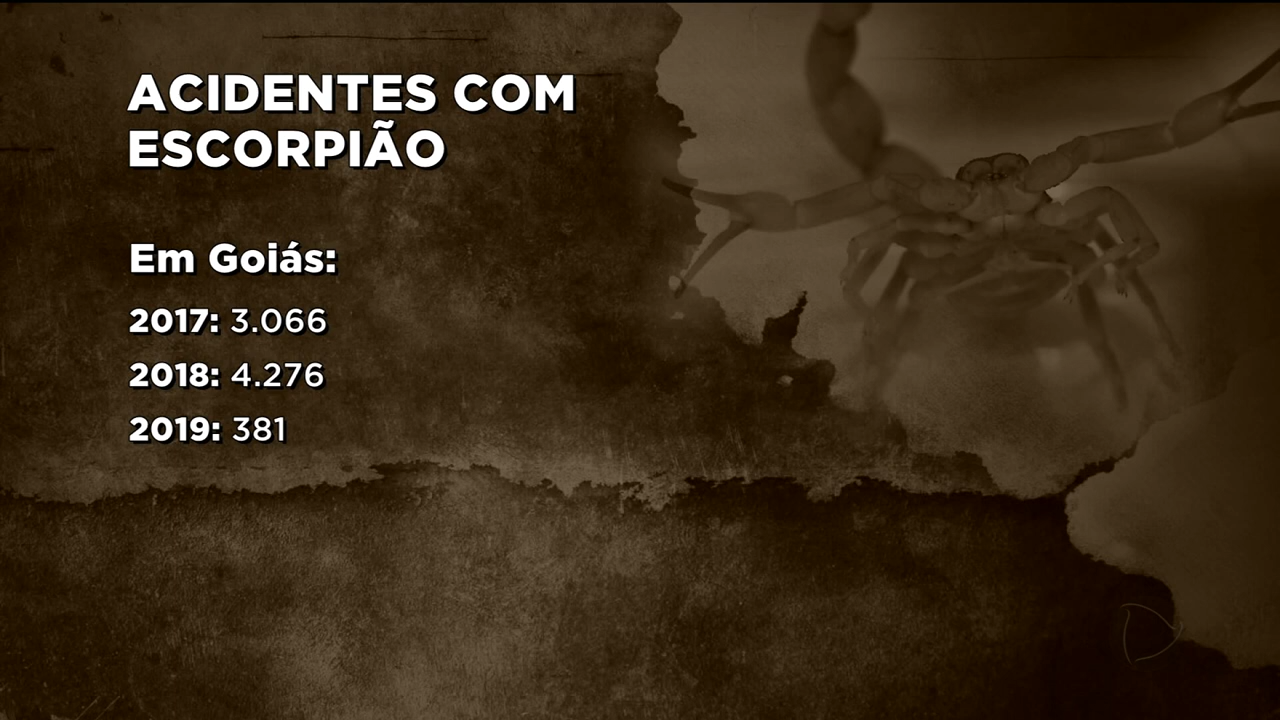 ACIDENTES COM
ESCORPIÃO
Em Goiás:
2017: 3.066
2018: 4.276
2019: 381